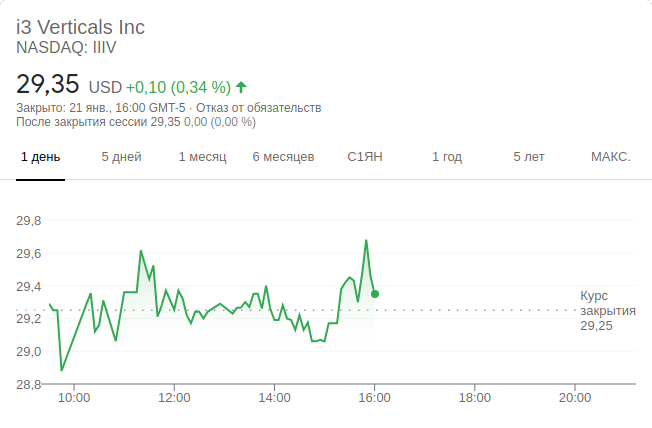 i3 Verticals Inc
NASDAQ: IIIV
29,35 USD +0,10 (0,34 %)
Закрыто: 21 янв., 16:00 GMT-5 · Отказ от обязательств
После закрытия сессии 29,35 0,00 (0,00 %)
1 день 5 дней 1 месяц 6 месяцев С1ЯН 1 год 5 лет МАКС.
29,8
29,6
29,4
29,2
29,0
28,8
Курс
закрытия
29,25
10:00 12:00 14:00 16:00 18:00 20:00